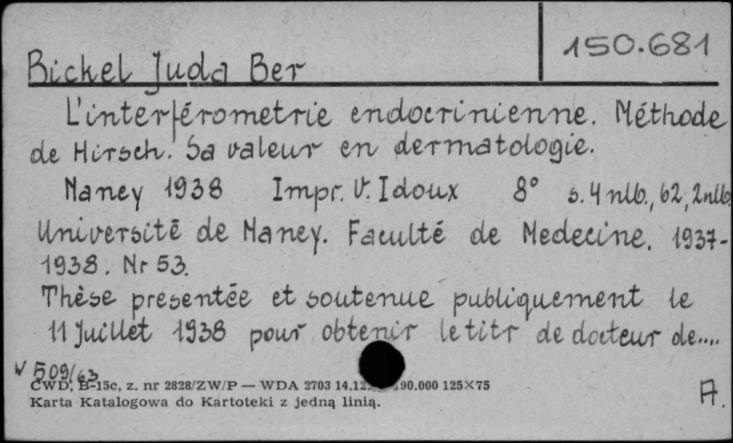 150.681
Bickel Juda Ber
L'interférometrie endocrinienne. Méthode
de Hirsch. Sa valeur en dermatologie.
Nancy 1938 Impr. V. Idoux 8° s. 4 nlb., 62, 2 nlb.
Université de Nancy. Faculté de Medecine. 1937-
1938. Nr 53.
Thèse presentée et soutenue publiquement le
11 Juillet 1938 pour obtenir le titr de docteur de....
W 509/63
CWD, B-15c, z. nr 2828/ZW/P — WDA 2703 14.12. 90.000 125×75
Karta Katalogowa do Kartoteki z jedną linią.
A.